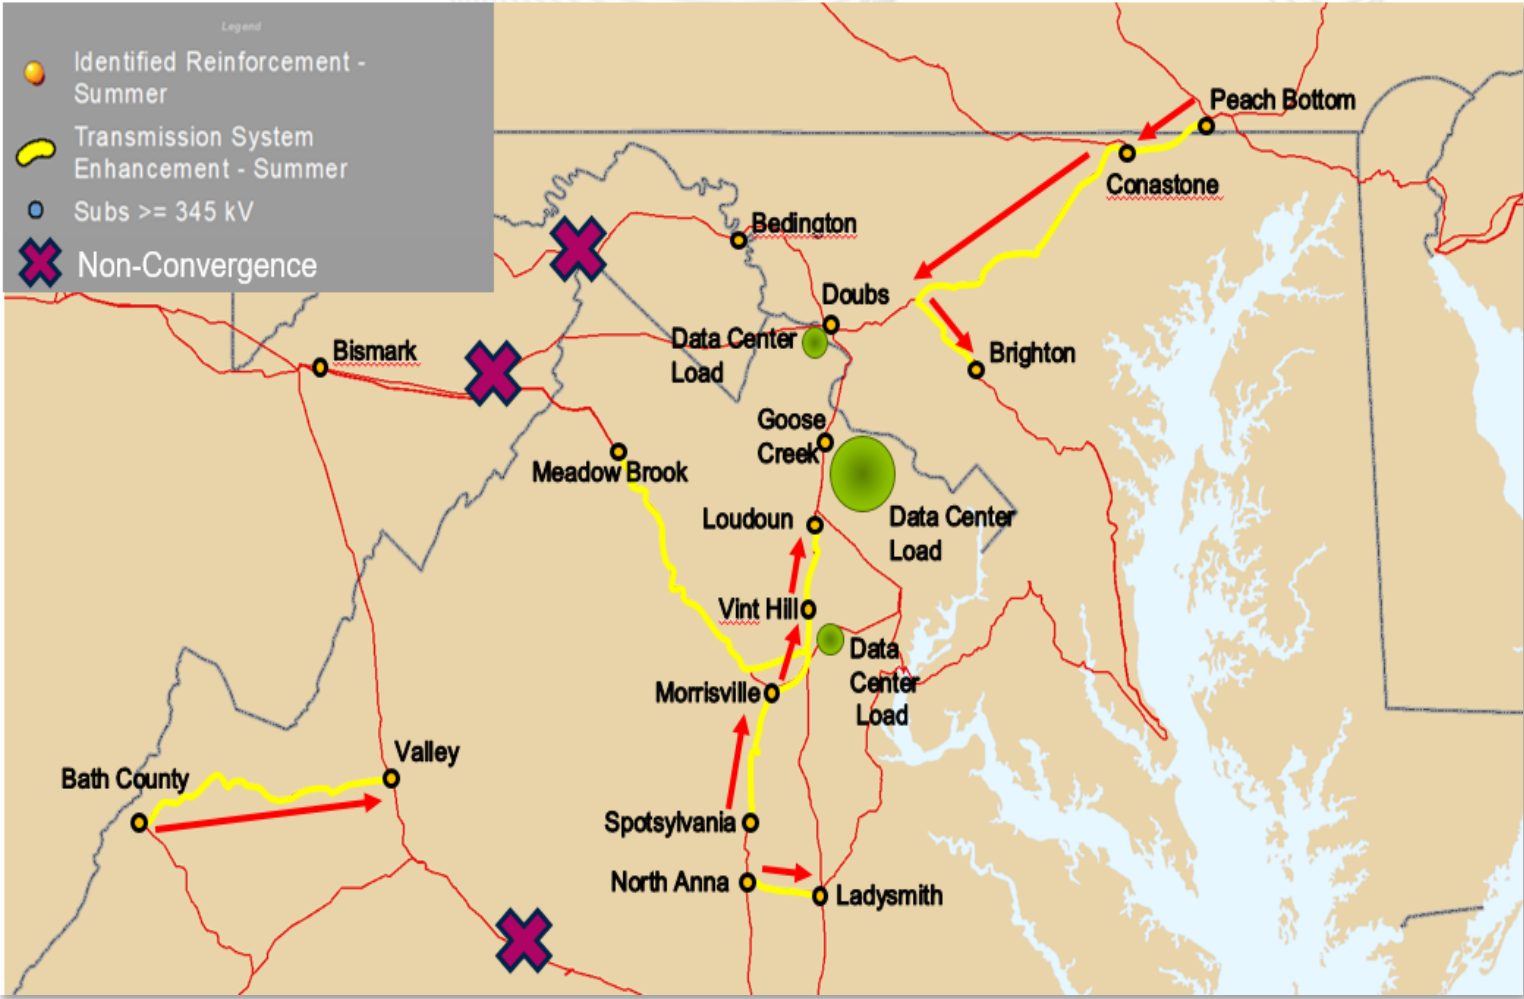 Legend
Identified Reinforcement -
Summer
Transmission System
Enhancement - Summer
Subs >= 345 kV
Non-Convergence
Peach Bottom
Conastone
Bedington
Doubs
Data Center
Load
Bismark
Brighton
Goose
Creek
Meadow Brook
Loudoun
Data Center
Load
Vint Hill
Data
Center
Load
Morrisville
Valley
Bath County
Spotsylvania
North Anna
Ladysmith